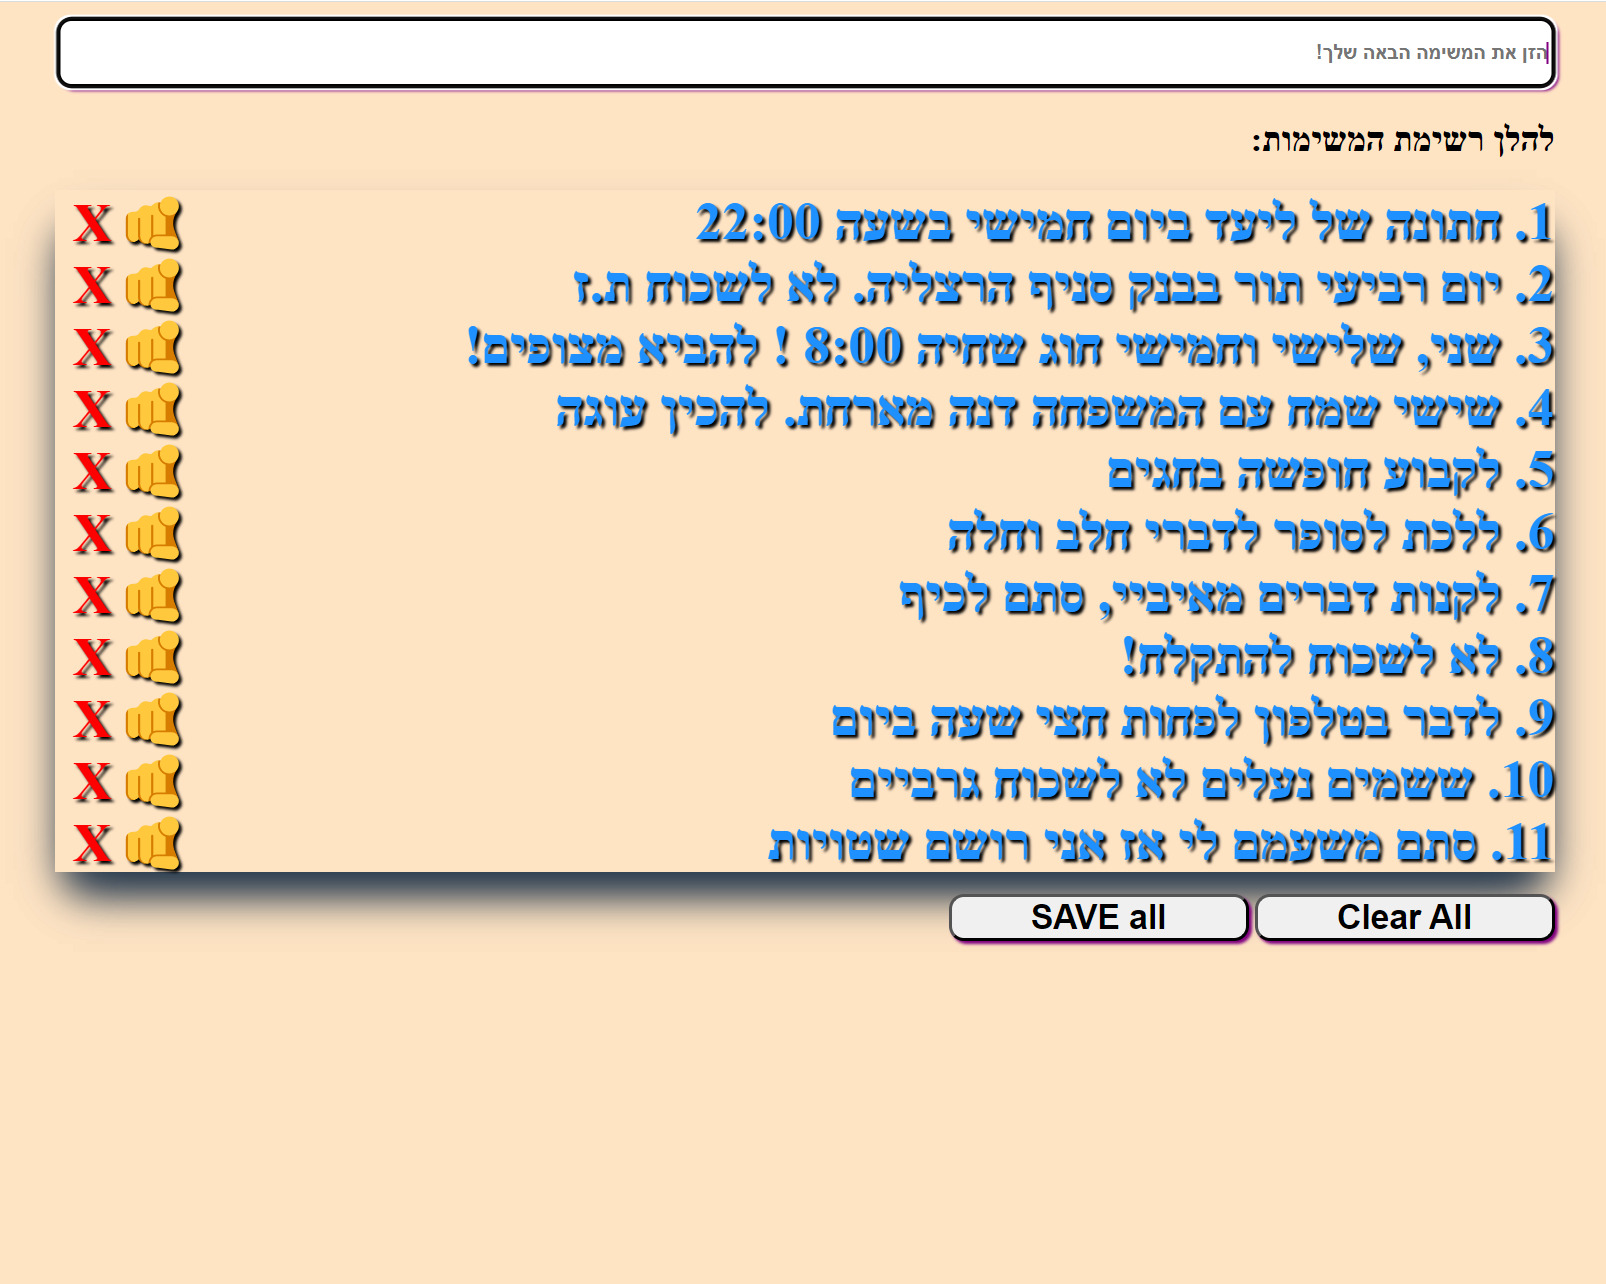 הזן את המשימה הבאה שלך!
להלן רשימת המשימות:
1. חתונה של ליעד ביום חמישי בשעה 22:00 X
2. יום רביעי תור בבנק סניף הרצליה. לא לשכוח ת.ז X
3. שני, שלישי וחמישי חוג שחיה 8:00 ! להביא מצופים! X
4. שישי שמח עם המשפחה דנה מארחת. להכין עוגה X
5. לקבוע חופשה בחגים X
6. ללכת לסופר לדברי חלב וחלה X
7. לקנות דברים מאיביי, סתם לכיף X
8. לא לשכוח להתקלח! X
9. לדבר בטלפון לפחות חצי שעה ביום X
10. ששמים נעלים לא לשכוח גרביים X
11. סתם משעמם לי אז אני רושם שטויות X
Clear All SAVE all